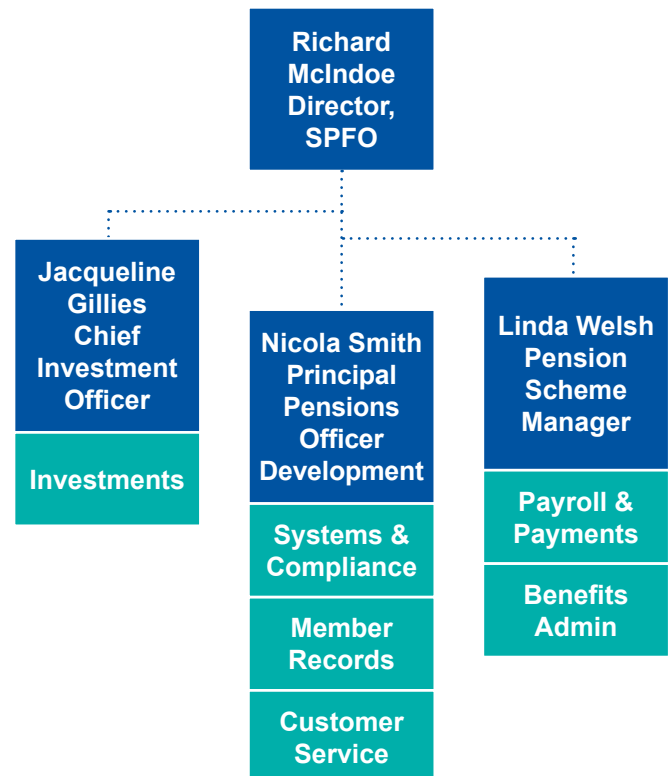 Richard
McIndoe
Director,
SPFO
Jacqueline
Gillies
Chief
Investment
Officer
Investments
Nicola Smith
Principal
Pensions
Officer
Development
Systems &
Compliance
Member
Records
Customer
Service
Linda Welsh
Pension
Scheme
Manager
Payroll &
Payments
Benefits
Admin